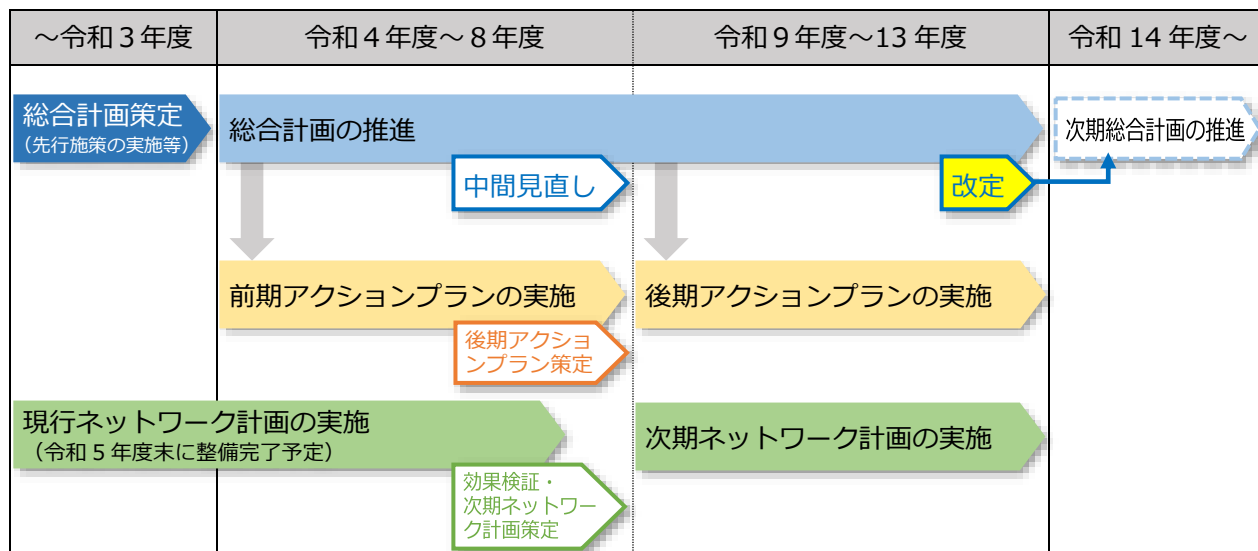 ～令和３年度
令和４年度～８年度
令和９年度～13 年度
令和 14 年度～
総合計画策定
（先行施策の実施等）
総合計画の推進
次期総合計画の推進
中間見直し
改定
前期アクションプランの実施
後期アクションプランの実施
後期アクショ
ンプラン策定
現行ネットワーク計画の実施
（令和５年度末に整備完了予定）
次期ネットワーク計画の実施
効果検証・
次期ネットワー
ク計画策定